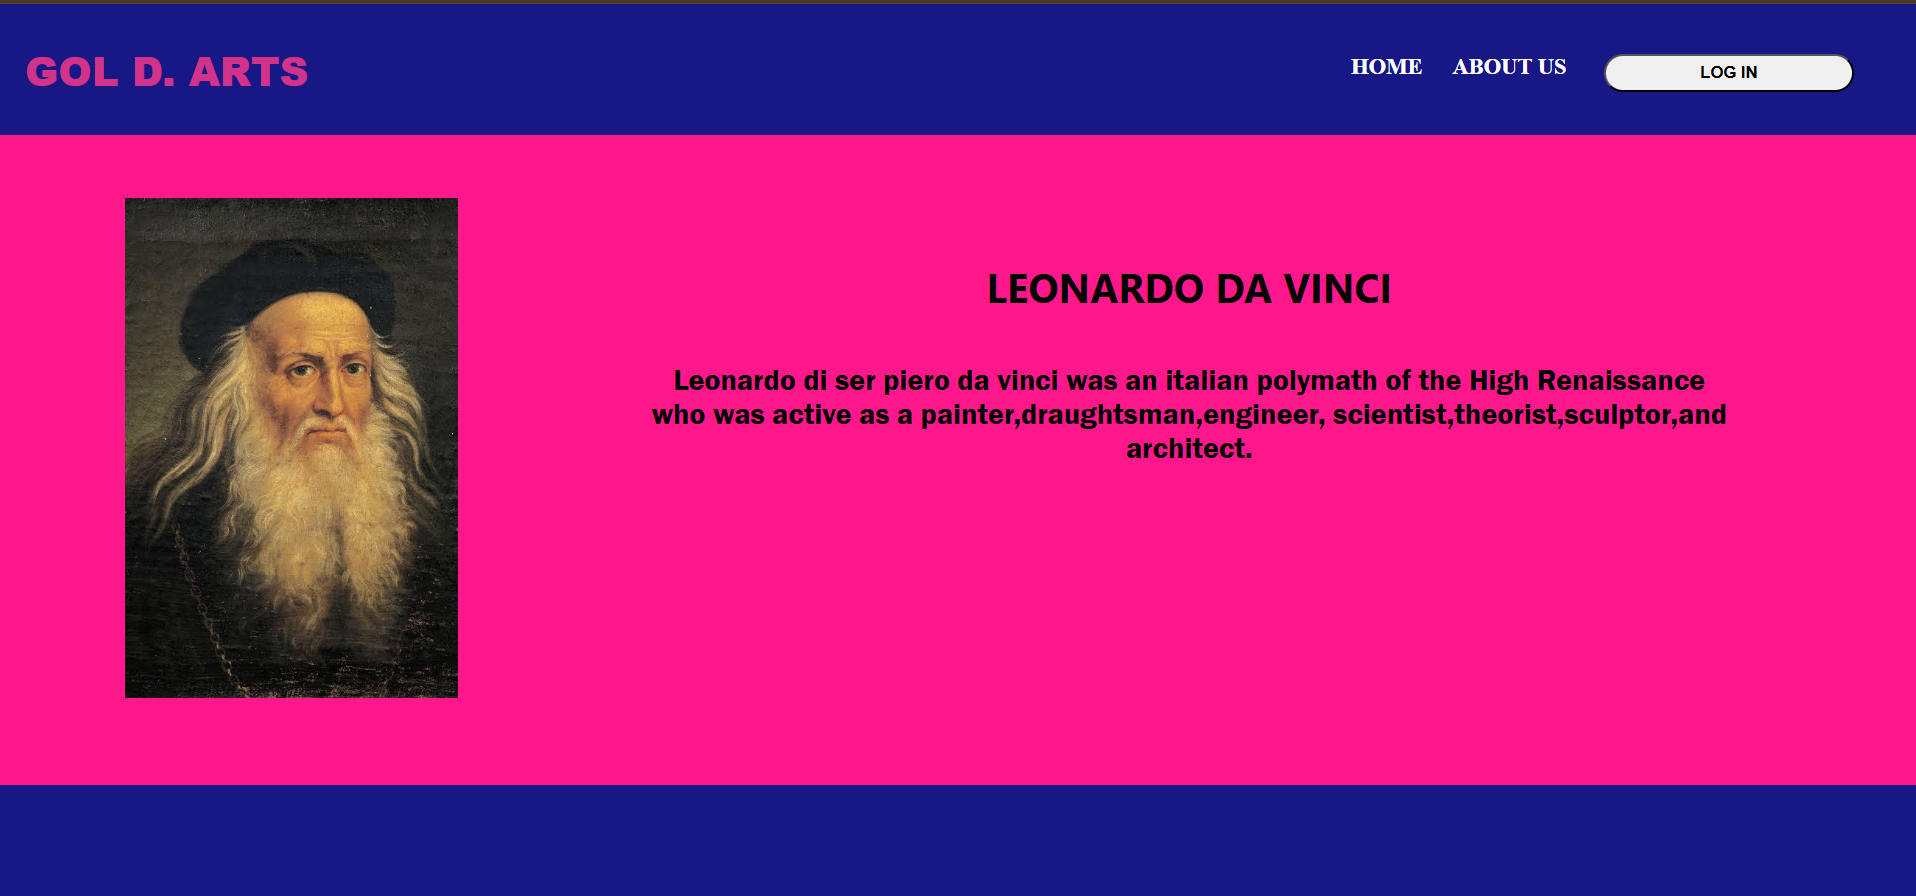 GOL D. ARTS
HOME ABOUT US LOG IN
LEONARDO DA VINCI
Leonardo di ser piero da vinci was an italian polymath of the High Renaissance
who was active as a painter,draughtsman,engineer, scientist,theorist,sculptor,and
architect.